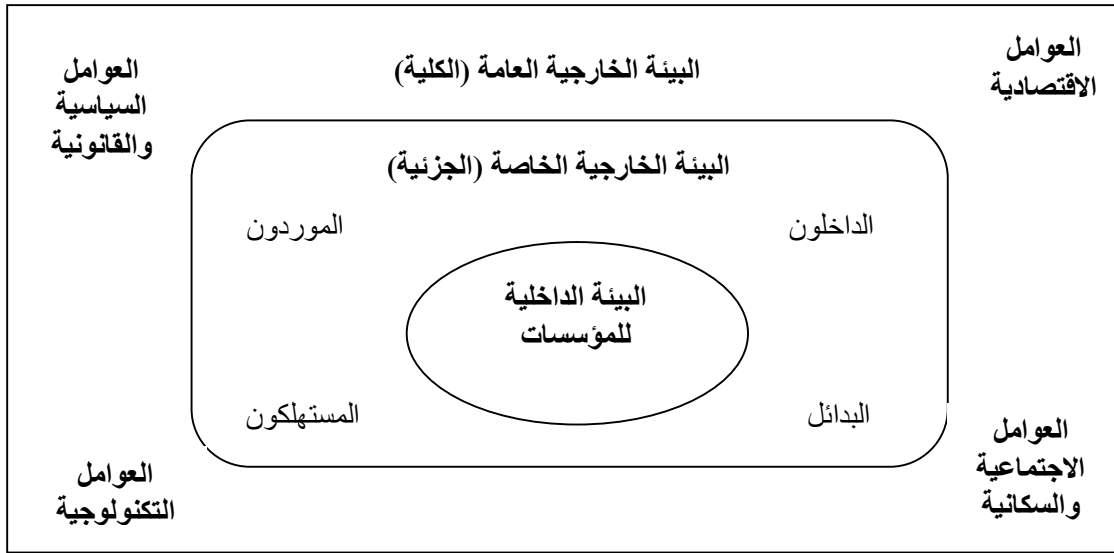 العوامل
الاقتصادية
البيئة الخارجية العامة (الكلية)
العوامل
السياسية
والقانونية
البيئة الخارجية الخاصة (الجزئية)
الداخلون
الموردون
البيئة الداخلية
للمؤسسات
البدائل
المستهلكون
العوامل
الاجتماعية
والسكانية
العوامل
التكنولوجية